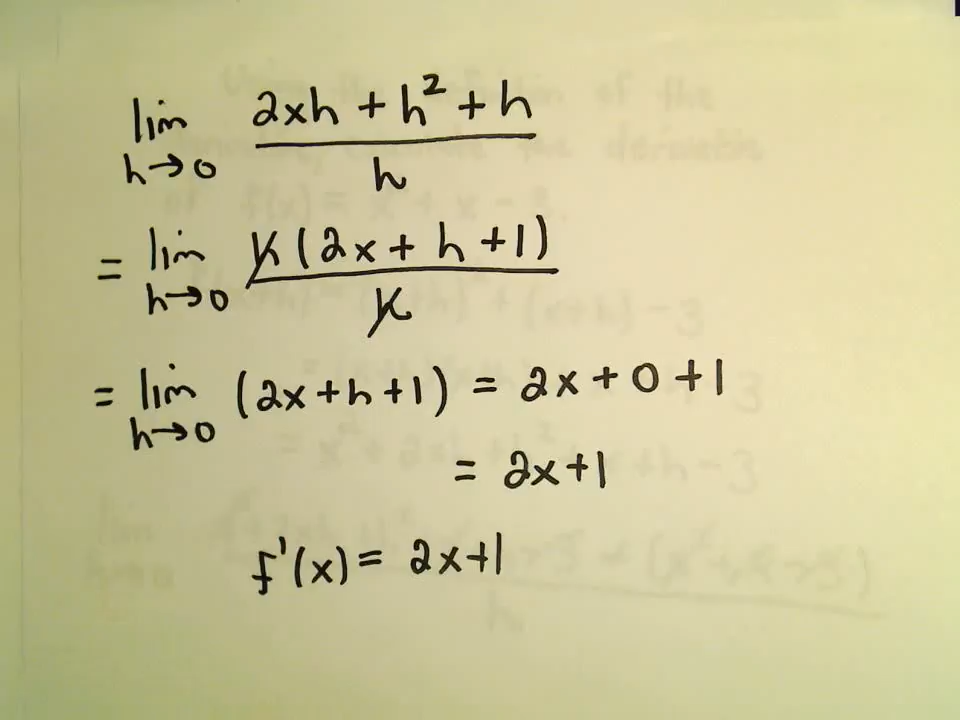 lim h→0 (2xh + h² + h)/h
= lim h→0 h(2x + h + 1)/h
= lim h→0 (2x + h + 1) = 2x + 0 + 1
= 2x + 1
f'(x) = 2x + 1